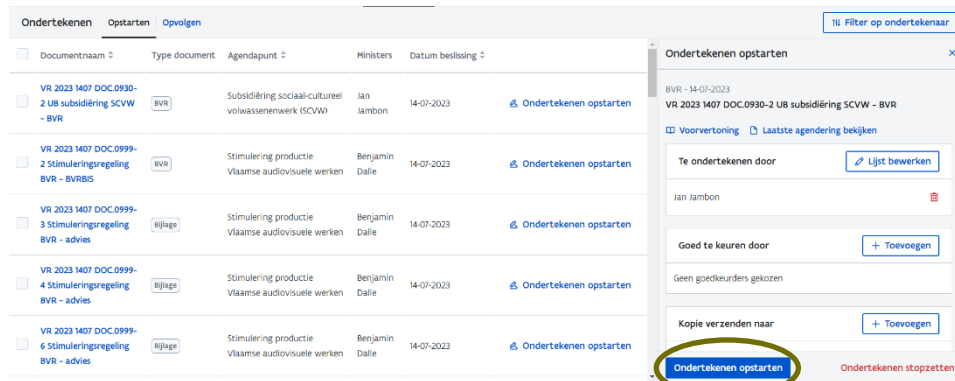 Ondertekenen Opstarten Opvolgen Filter op ondertekenaar
Documentnaam Type document Agendapunt Ministers Datum beslissing
VR 2023 1407 DOC.0930-
2 UB subsidiëring SCVW
- BVR
BVR
Subsidiëring sociaal-cultureel
volwassenenwerk (SCVW)
Jan
Jambon
14-07-2023
Ondertekenen opstarten
VR 2023 1407 DOC.0999-
2 Stimuleringsregeling
BVR - BVRBIS
BVR
Stimulering productie
Vlaamse audiovisuele werken
Benjamin
Dalle
14-07-2023
Ondertekenen opstarten
VR 2023 1407 DOC.0999-
3 Stimuleringsregeling
BVR - advies
Bijlage
Stimulering productie
Vlaamse audiovisuele werken
Benjamin
Dalle
14-07-2023
Ondertekenen opstarten
VR 2023 1407 DOC.0999-
4 Stimuleringsregeling
BVR - advies
Bijlage
Stimulering productie
Vlaamse audiovisuele werken
Benjamin
Dalle
14-07-2023
Ondertekenen opstarten
VR 2023 1407 DOC.0999-
6 Stimuleringsregeling
BVR - advies
Bijlage
Stimulering productie
Vlaamse audiovisuele werken
Benjamin
Dalle
14-07-2023
Ondertekenen opstarten
Ondertekenen opstarten
BVR - 14-07-2023
VR 2023 1407 DOC.0930-2 UB subsidiëring SCVW - BVR
Voorvertoning Laatste agendering bekijken
Te ondertekenen door Lijst bewerken
Jan Jambon
Goed te keuren door + Toevoegen
Geen goedkeurders gekozen
Kopie verzenden naar + Toevoegen
Ondertekenen opstarten Ondertekenen stopzetten